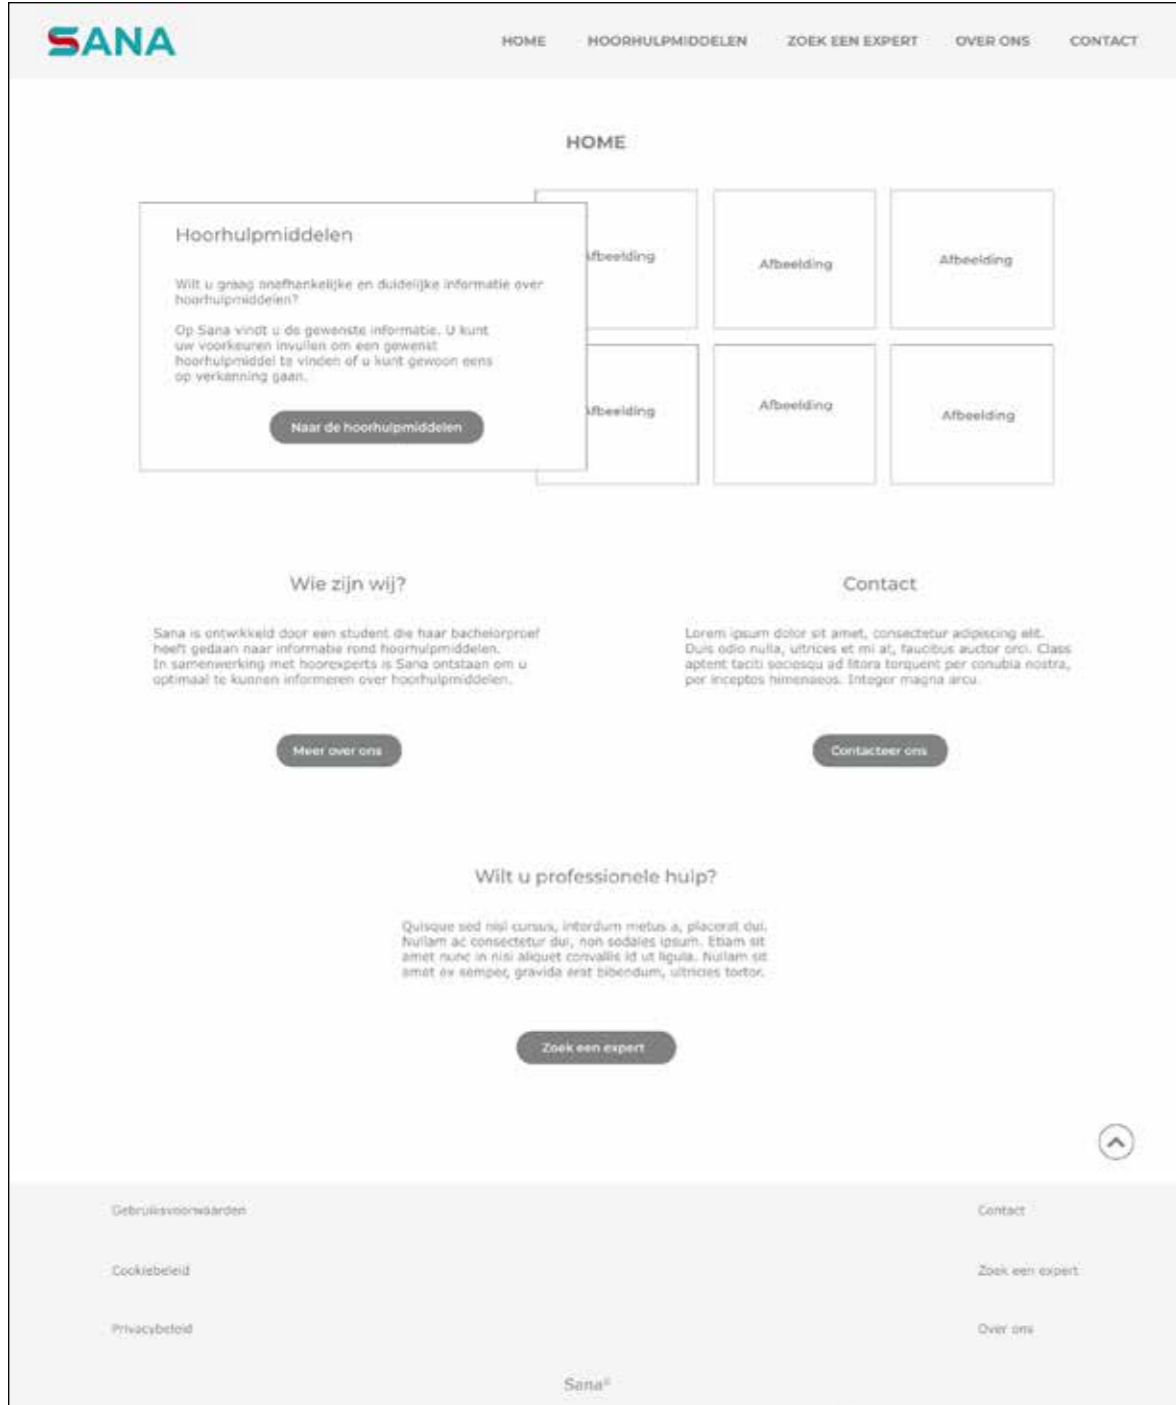 SANA
HOME HOORHULPMIDDELEN ZOEK EEN EXPERT OVER ONS CONTACT
HOME
Hoorhulpmiddelen
Wilt u graag onafhankelijke en duidelijke informatie over
hoorhulpmiddelen?
Op Sana vindt u de gewenste informatie. U kunt
uw voorkeuren invullen om een gewenst
hoorhulpmiddel te vinden of u kunt gewoon eens
op verkenning gaan.
Naar de hoorhulpmiddelen
Afbeelding Afbeelding Afbeelding
Afbeelding Afbeelding Afbeelding
Wie zijn wij?
Sana is ontwikkeld door een student die haar bachelorproef
heeft gedaan naar informatie rond hoorhulpmiddelen.
In samenwerking met hoorexperts is Sana ontstaan om u
optimaal te kunnen informeren over hoorhulpmiddelen.
Meer over ons
Contact
Lorem ipsum dolor sit amet, consectetur adipiscing elit.
Duis odio nulla, ultrices et mi at, faucibus auctor orci. Class
aptent taciti sociosqu ad litora torquent per conubia nostra,
per inceptos himenaeos. Integer magna arcu.
Contacteer ons
Wilt u professionele hulp?
Quisque sed nisl cursus, interdum metus a, placerat dui.
Nullam ac consectetur dui, non sodales ipsum. Etiam sit
amet nunc in nisi aliquet convallis id ut ligula. Nullam sit
amet ex semper, gravida erat bibendum, ultricies tortor.
Zoek een expert
Gebruiksvoorwaarden
Cookiebeleid
Privacybeleid
Contact
Zoek een expert
Over ons
Sana©